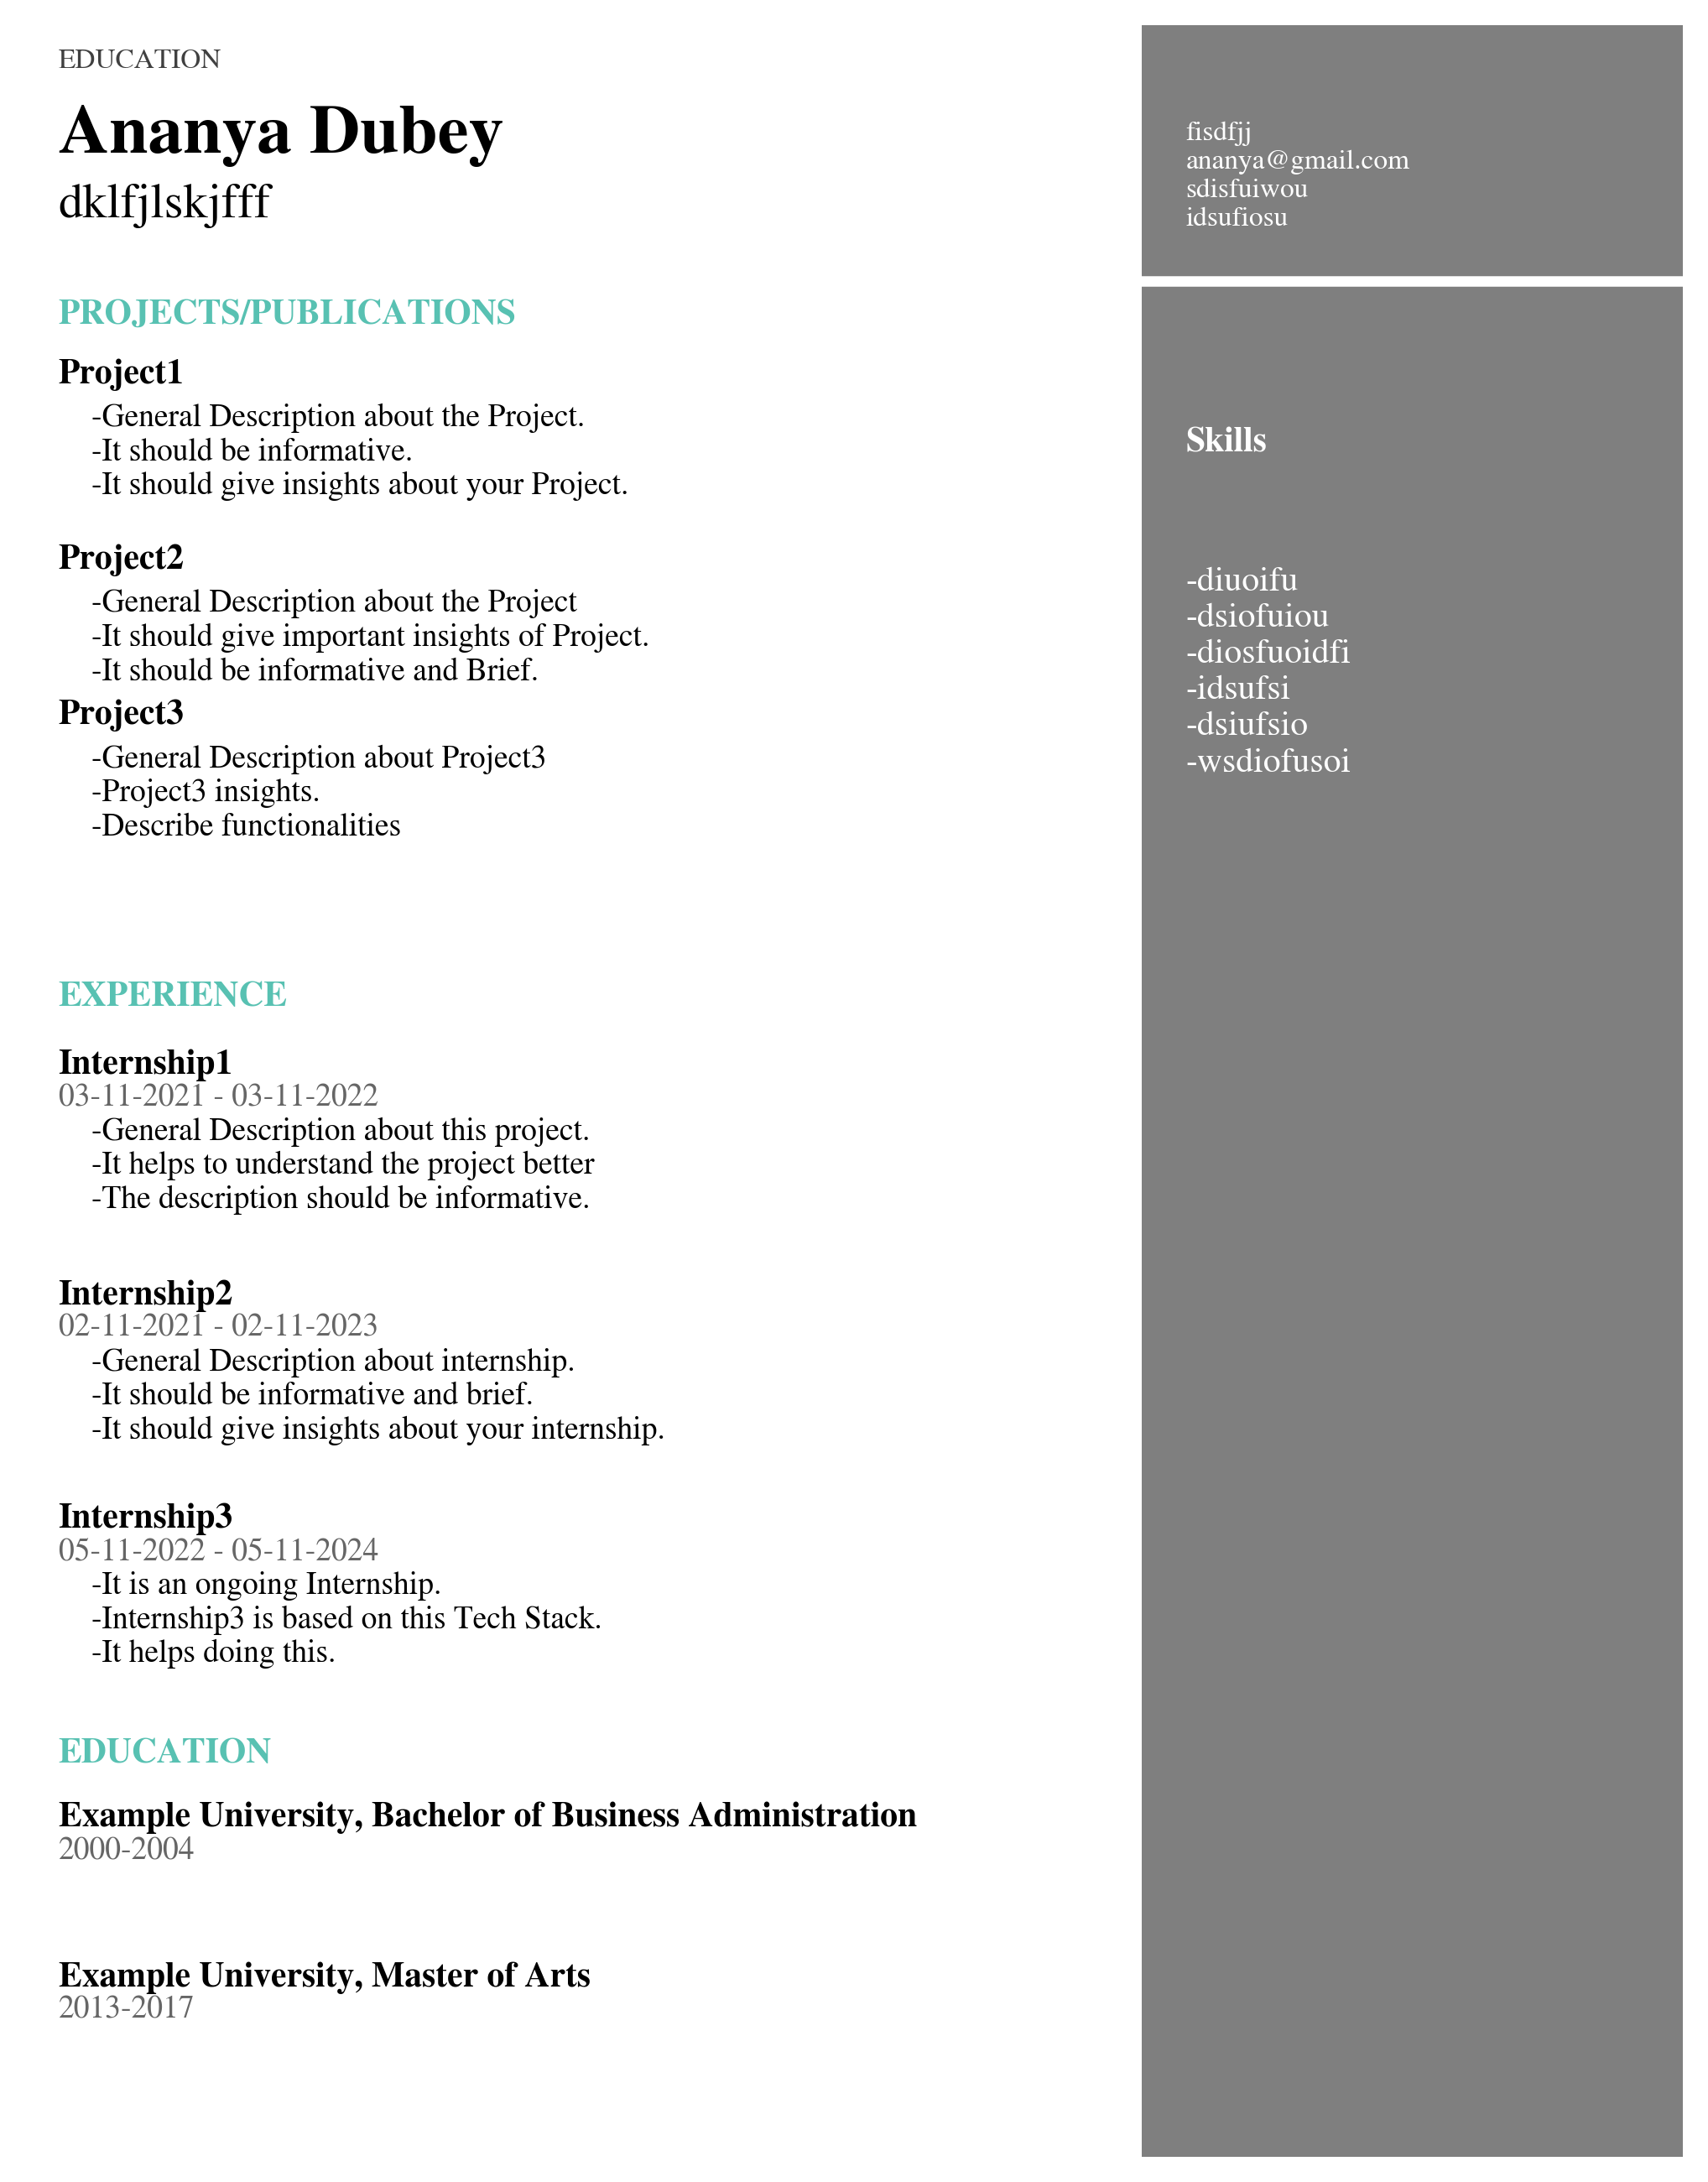 EDUCATION
Ananya Dubey
dklfjlskjfff
PROJECTS/PUBLICATIONS
Project1
-General Description about the Project.
-It should be informative.
-It should give insights about your Project.
Project2
-General Description about the Project
-It should give important insights of Project.
-It should be informative and Brief.
Project3
-General Description about Project3
-Project3 insights.
-Describe functionalities
EXPERIENCE
Internship1
03-11-2021 - 03-11-2022
-General Description about this project.
-It helps to understand the project better
-The description should be informative.
Internship2
02-11-2021 - 02-11-2023
-General Description about internship.
-It should be informative and brief.
-It should give insights about your internship.
Internship3
05-11-2022 - 05-11-2024
-It is an ongoing Internship.
-Internship3 is based on this Tech Stack.
-It helps doing this.
EDUCATION
Example University, Bachelor of Business Administration
2000-2004
Example University, Master of Arts
2013-2017
fisdfjj
ananya@gmail.com
sdisfuiwou
idsufiosu
Skills
-diuoifu
-dsiofuiou
-diosfuoidfi
-idsufsi
-dsiufsio
-wsdiofusoi